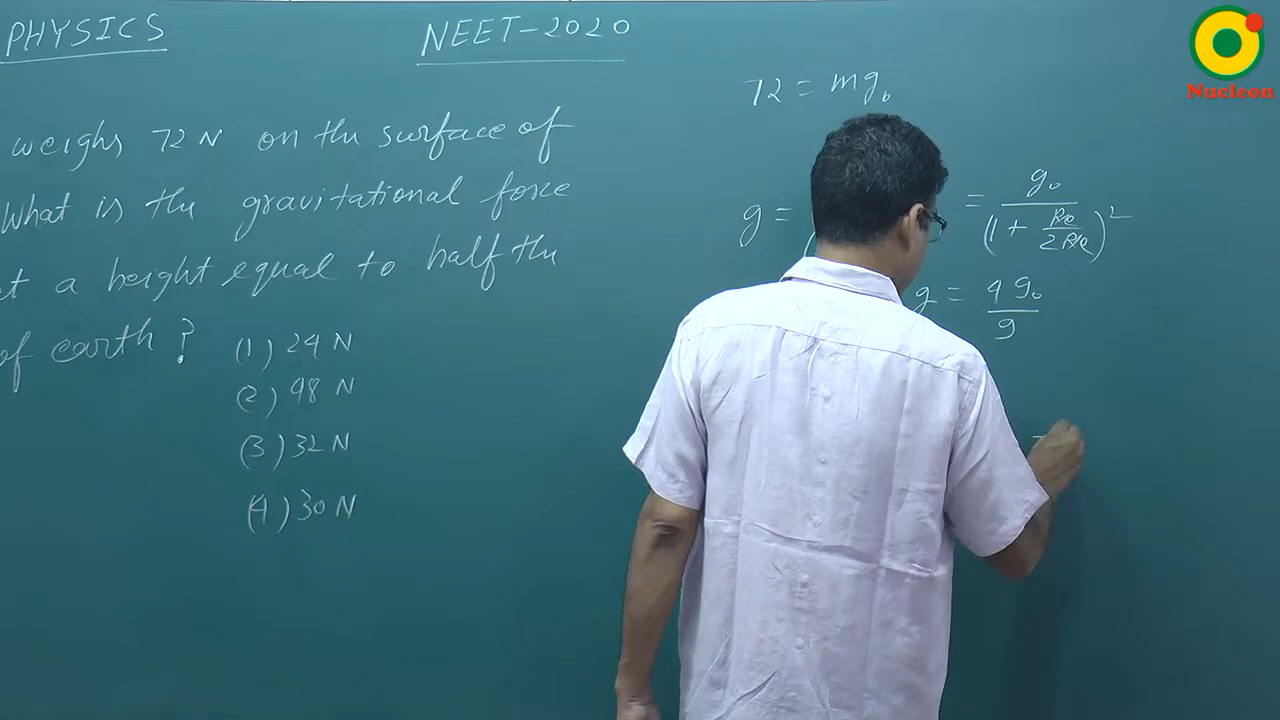 PHYSICS
NEET-2020
Nucleon
weighs 72 N on the surface of
What is the gravitational force
at a height equal to half the
of earth ?
(1) 24 N
(2) 48 N
(3) 32 N
(4) 30 N
72 = mg₀
g =
= g₀ / (1 + Re/2Re)²
g = 4g₀ / 9